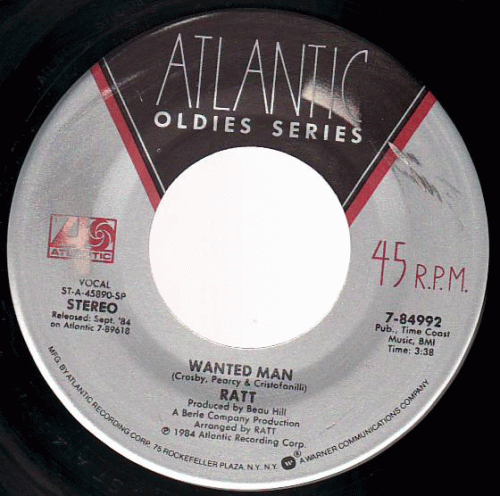 ATLANTIC
OLDIES SERIES
ATLANTIC
VOCAL
ST-A-45890-SP
STEREO
Released: Sept. '84
on Atlantic 7-89618
45 R.P.M.
7-84992
Pub., Time Coast
Music, BMI
Time: 3:38
WANTED MAN
(Crosby, Pearcy & Cristofanilli)
RATT
Produced by Beau Hill
A Berle Company Production
Arranged by RATT
℗ 1984 Atlantic Recording Corp.
MFG. BY ATLANTIC RECORDING CORP. 75 ROCKEFELLER PLAZA, N.Y. N.Y. A WARNER COMMUNICATIONS COMPANY